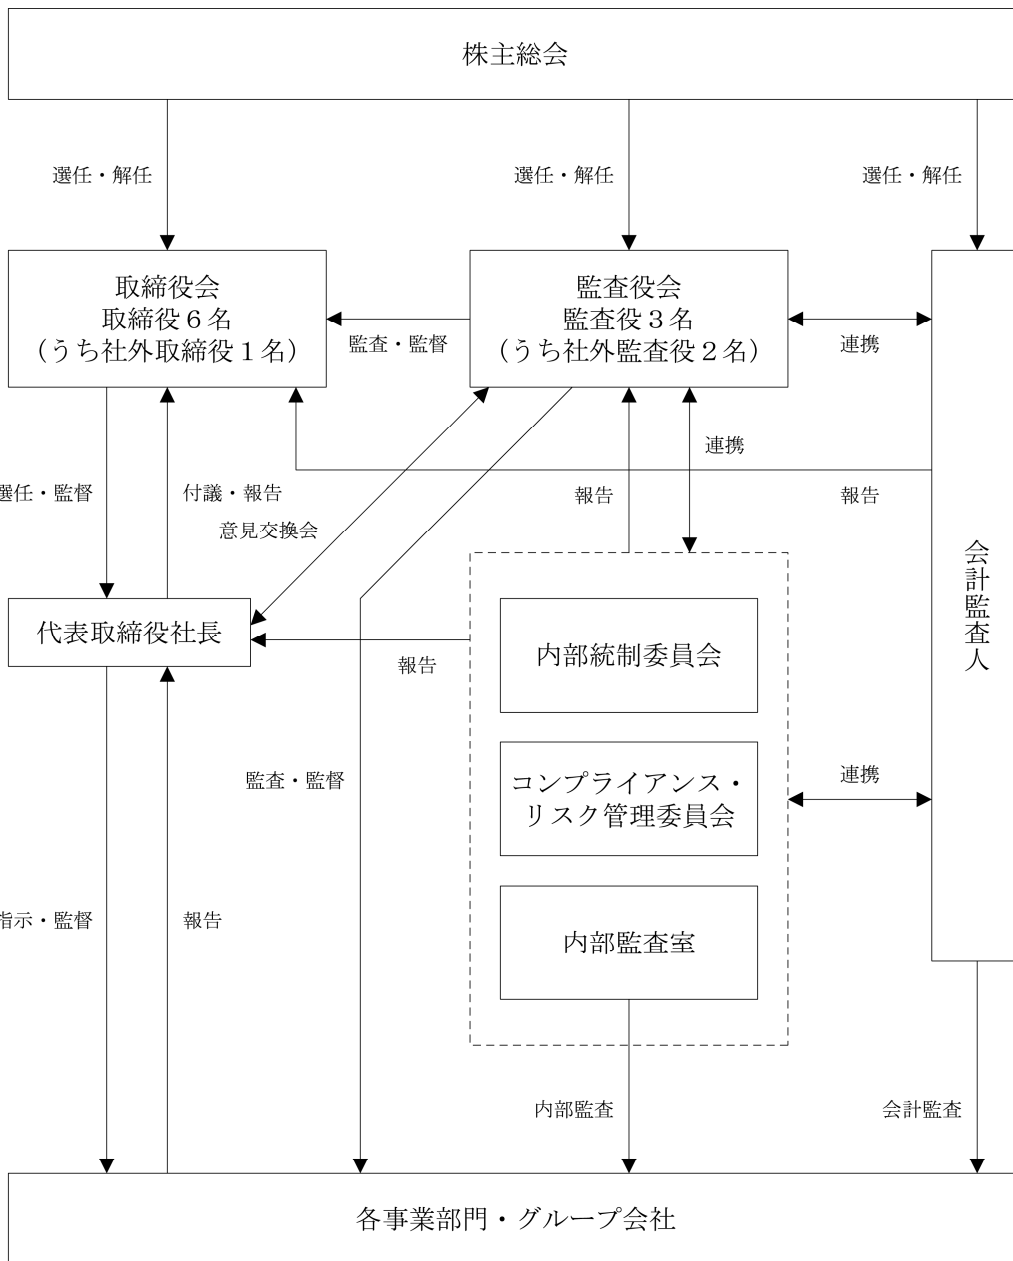 株主総会
選任・解任
選任・解任
選任・解任
取締役会
取締役６名
（うち社外取締役１名）
監査・監督
監査役会
監査役３名
（うち社外監査役２名）
連携
選任・監督
付議・報告
意見交換会
報告
連携
報告
会計監査人
代表取締役社長
報告
内部統制委員会
コンプライアンス・
リスク管理委員会
連携
監査・監督
内部監査室
指示・監督
報告
内部監査
会計監査
各事業部門・グループ会社